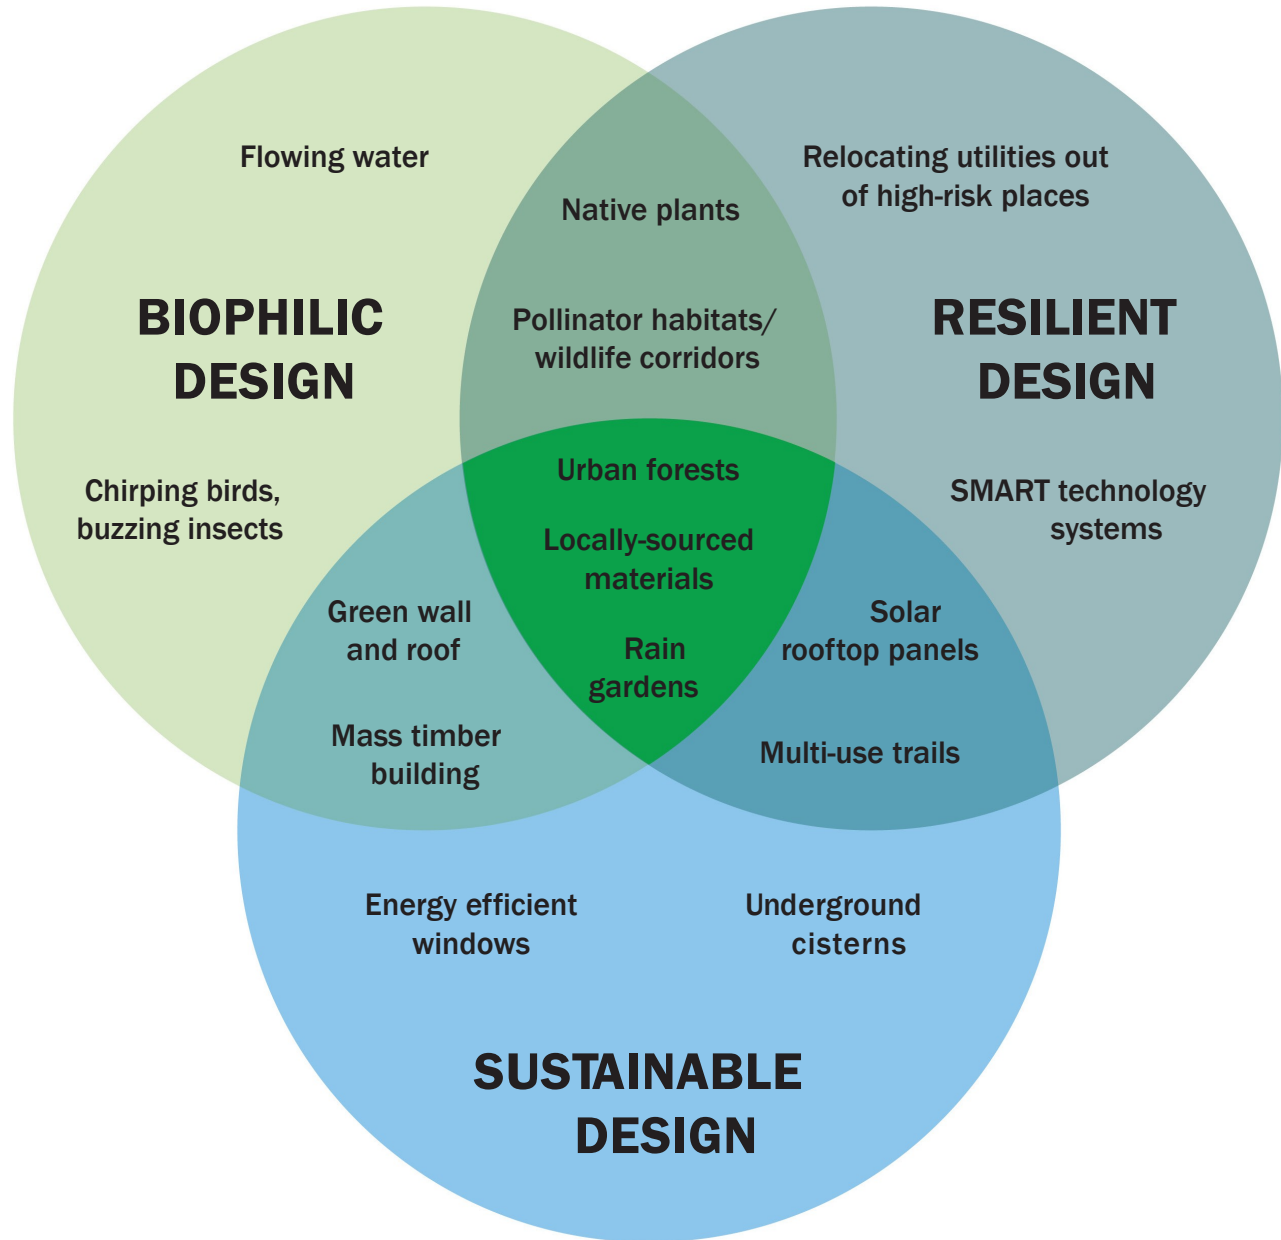 Flowing water
Relocating utilities out
of high-risk places
Native plants
BIOPHILIC
DESIGN
Pollinator habitats/
wildlife corridors
RESILIENT
DESIGN
Chirping birds,
buzzing insects
Urban forests
SMART technology
systems
Locally-sourced
materials
Green wall
and roof
Rain
gardens
Solar
rooftop panels
Mass timber
building
Multi-use trails
Energy efficient
windows
Underground
cisterns
SUSTAINABLE
DESIGN